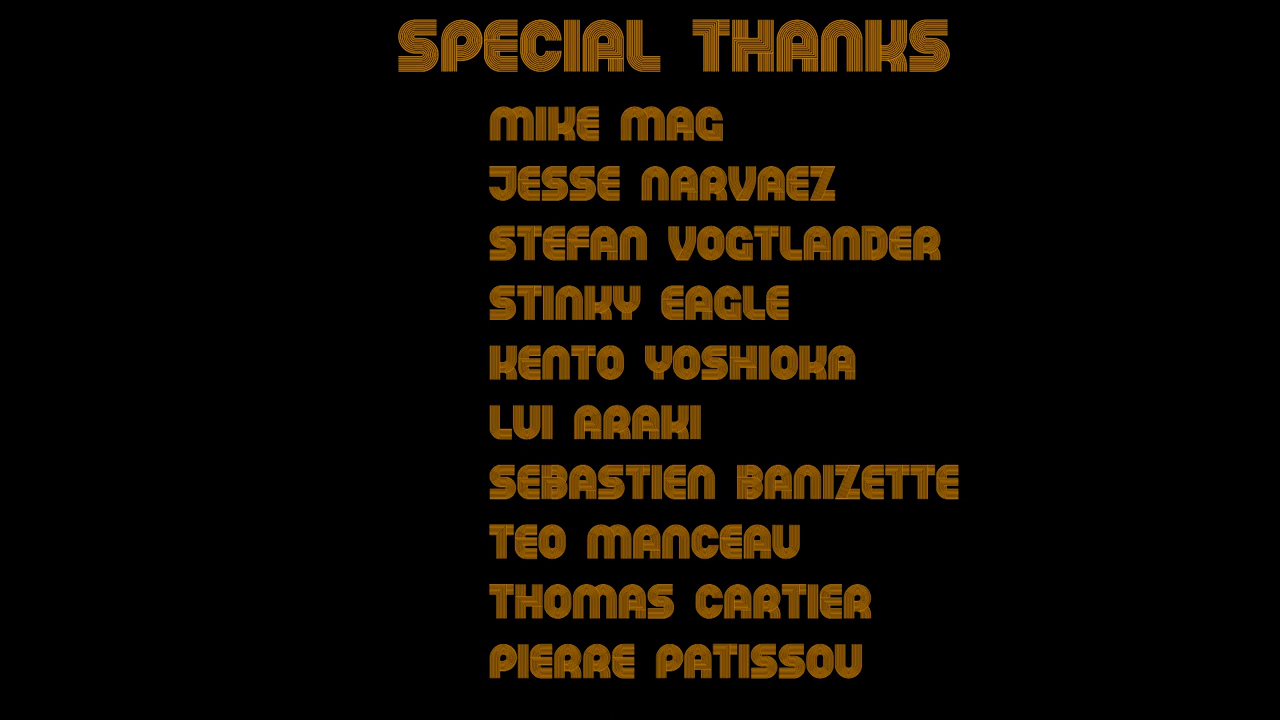 SPECIAL THANKS
MIKE MAG
JESSE NARVAEZ
STEFAN VOGTLANDER
STINKY EAGLE
KENTO YOSHIOKA
LUI ARAKI
SEBASTIEN BANIZETTE
TEO MANCEAU
THOMAS CARTIER
PIERRE PATISSOU